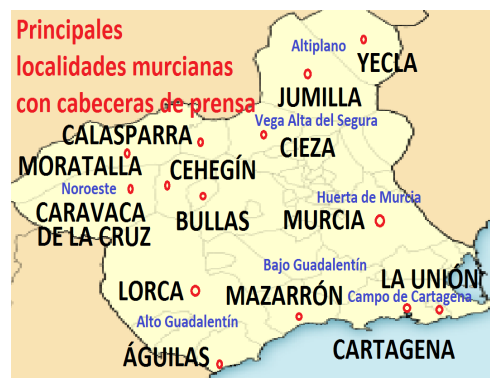 Principales
localidades murcianas
con cabeceras de prensa
Altiplano
YECLA
JUMILLA
Vega Alta del Segura
CALASPARRA
CIEZA
MORATALLA
CEHEGÍN
Noroeste
Huerta de Murcia
CARAVACA
DE LA CRUZ
BULLAS
MURCIA
Bajo Guadalentín
LA UNIÓN
LORCA
MAZARRÓN
Campo de Cartagena
Alto Guadalentín
ÁGUILAS
CARTAGENA